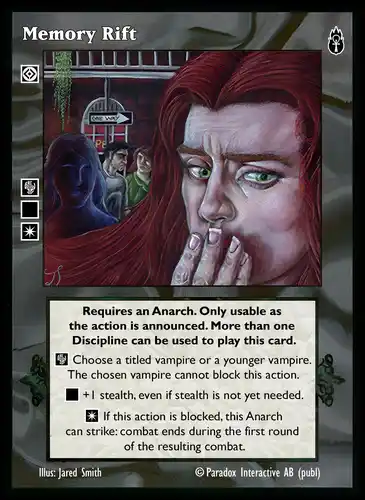 Memory Rift
ONE WAY
Requires an Anarch. Only usable as
the action is announced. More than one
Discipline can be used to play this card.
Choose a titled vampire or a younger vampire.
The chosen vampire cannot block this action.
+1 stealth, even if stealth is not yet needed.
If this action is blocked, this Anarch
can strike: combat ends during the first round
of the resulting combat.
Illus: Jared Smith
© Paradox Interactive AB (publ)